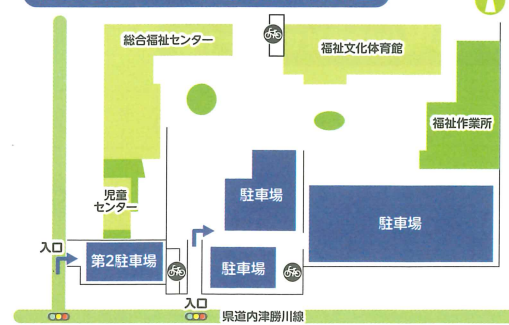 総合福祉センター
福祉文化体育館
福祉作業所
児童
センター
駐車場
駐車場
入口
第2駐車場
駐車場
入口
県道内津勝川線